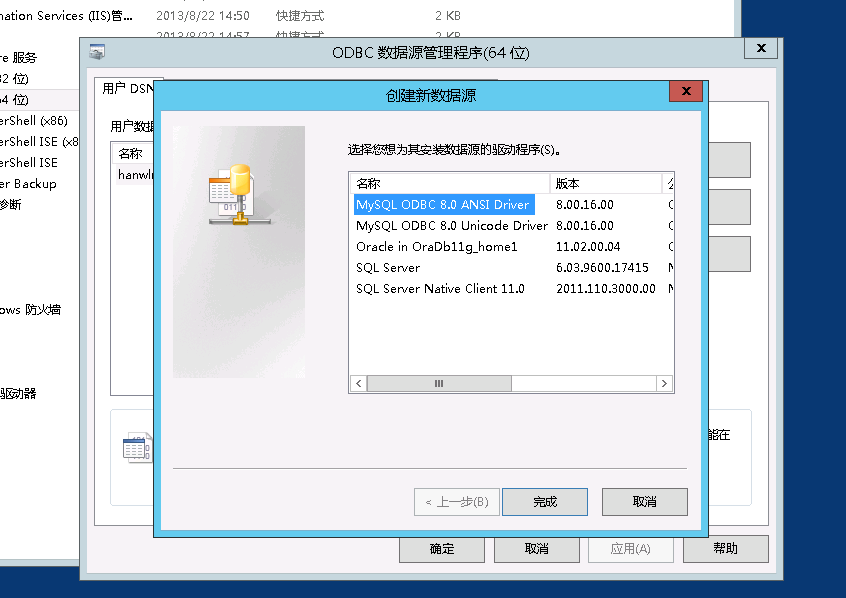 nation Services (IIS)管... 2013/8/22 14:50 快捷方式 2 KB
2013/8/22 14:57 快捷方式 2 KB
re 服务
32 位)
64 位)
erShell (x86)
erShell ISE (x8
erShell ISE
er Backup
诊断
ows 防火墙
驱动器
ODBC 数据源管理程序(64 位)
用户 DSN
用户数据
名称
hanwl
能在
确定 取消 应用(A) 帮助
创建新数据源
选择您想为其安装数据源的驱动程序(S)。
名称 版本
MySQL ODBC 8.0 ANSI Driver 8.00.16.00
MySQL ODBC 8.0 Unicode Driver 8.00.16.00
Oracle in OraDb11g_home1 11.02.00.04
SQL Server 6.03.9600.17415
SQL Server Native Client 11.0 2011.110.3000.00
< 上一步(B) 完成 取消